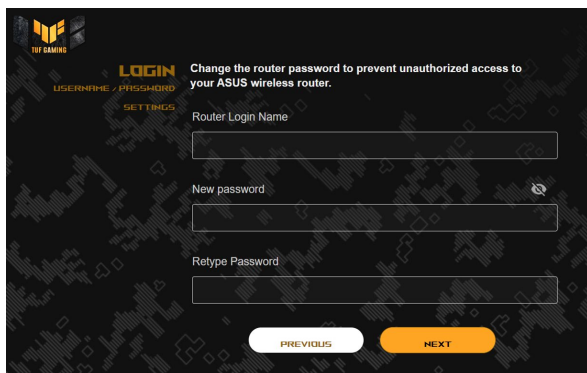 TUF GAMING
LOGIN
USERNAME / PASSWORD
SETTINGS
Change the router password to prevent unauthorized access to
your ASUS wireless router.
Router Login Name
New password
Retype Password
PREVIOUS
NEXT